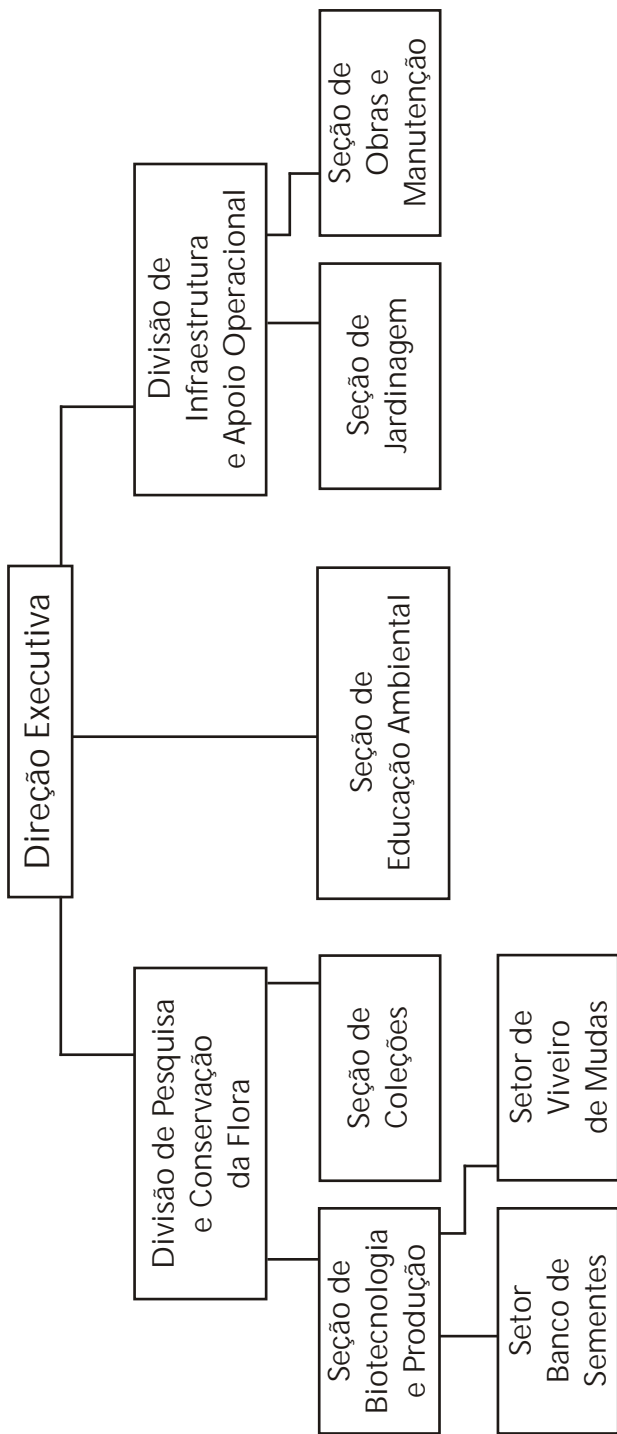 Direção Executiva
Divisão de Pesquisa
e Conservação
da Flora
Divisão de
Infraestrutura
e Apoio Operacional
Seção de
Biotecnologia
e Produção
Seção de
Coleções
Seção de
Educação Ambiental
Seção de
Jardinagem
Seção de
Obras e
Manutenção
Setor
Banco de
Sementes
Setor de
Viveiro
de Mudas